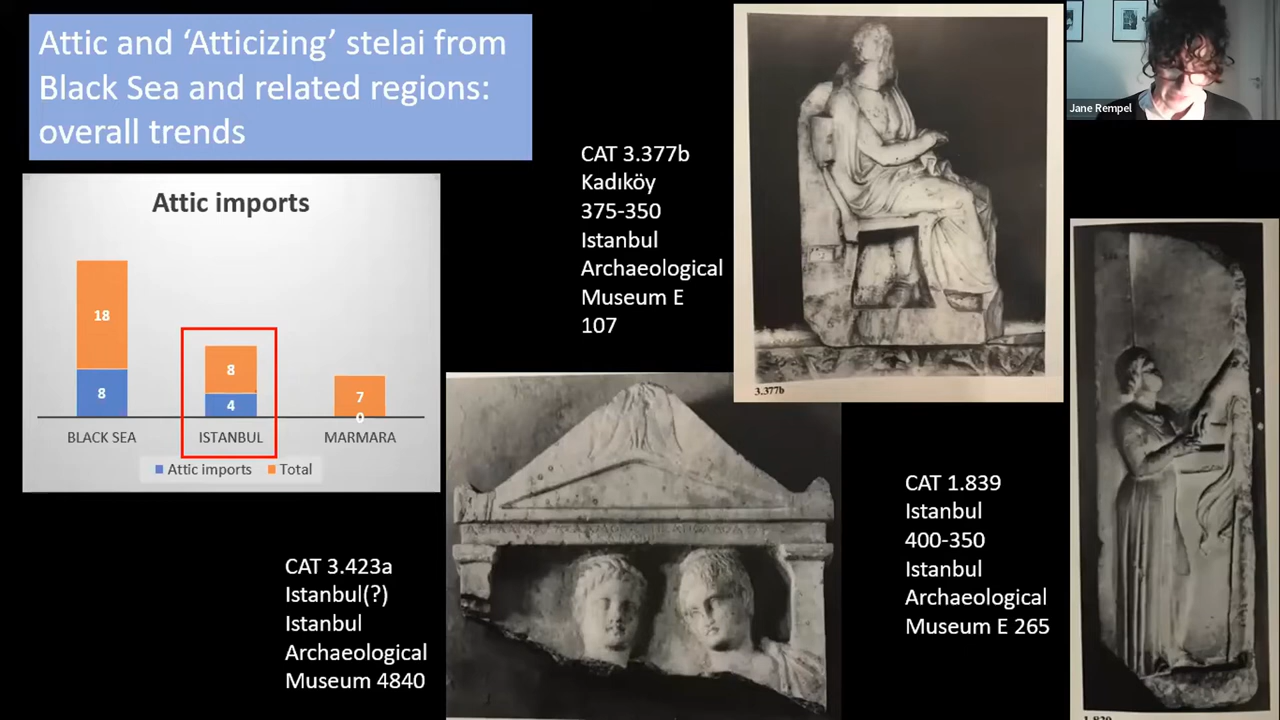 Attic and ‘Atticizing’ stelai from
Black Sea and related regions:
overall trends
Jane Rempel
Attic imports
18
8
8
4
7
0
BLACK SEA
ISTANBUL
MARMARA
Attic imports
Total
CAT 3.377b
Kadıköy
375-350
Istanbul
Archaeological
Museum E
107
3.377b
CAT 3.423a
Istanbul(?)
Istanbul
Archaeological
Museum 4840
CAT 1.839
Istanbul
400-350
Istanbul
Archaeological
Museum E 265